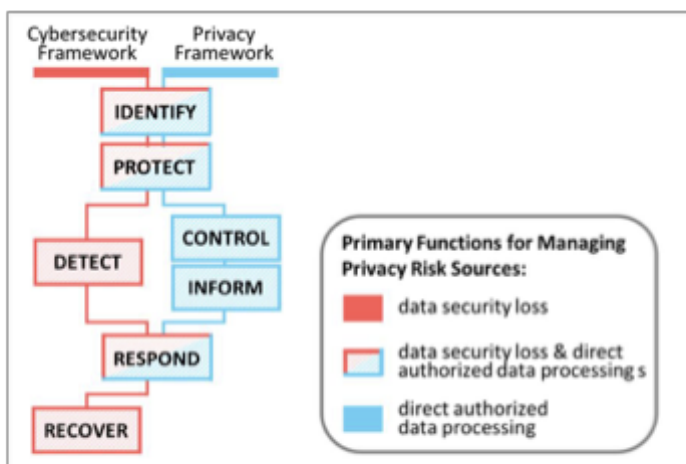 Cybersecurity
Framework
Privacy
Framework
IDENTIFY
PROTECT
DETECT
CONTROL
INFORM
RESPOND
RECOVER
Primary Functions for Managing
Privacy Risk Sources:
data security loss
data security loss & direct
authorized data processing s
direct authorized
data processing